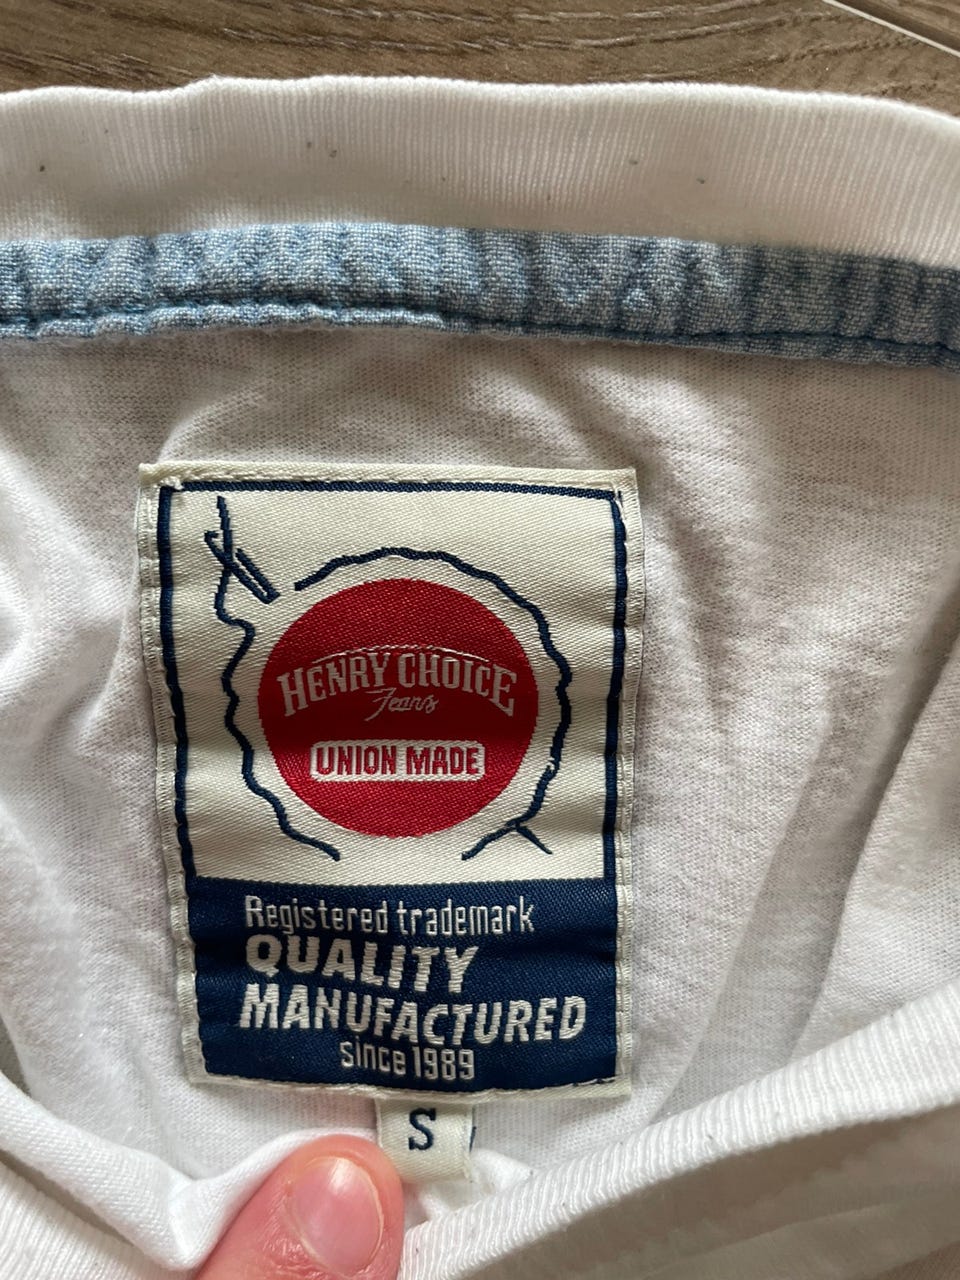 HENRY CHOICE
Jeans
UNION MADE
Registered trademark
QUALITY
MANUFACTURED
since 1989
S